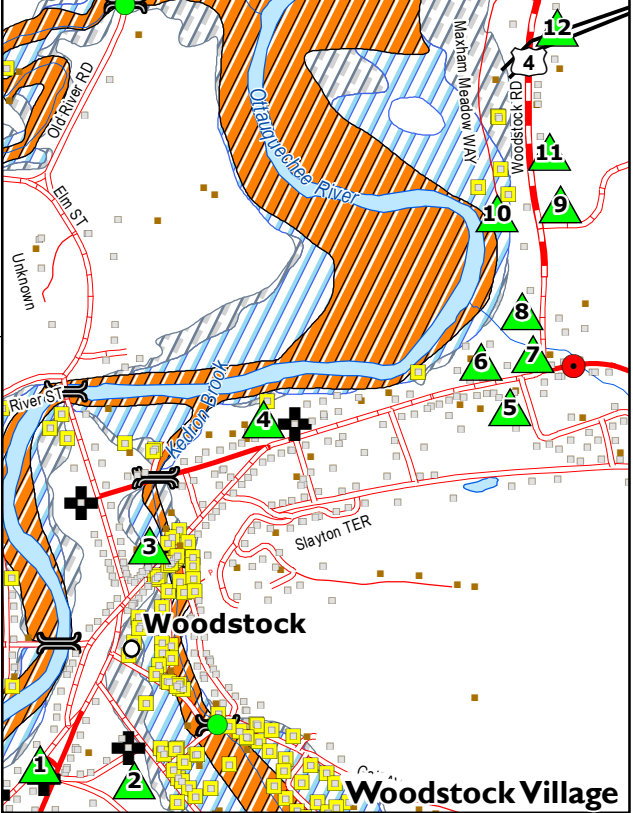 12
4
Maxham Meadow WAY
Woodstock RD
Old River RD
Ottauquechee River
11
Elm ST
9
10
Unknown
8
7
6
River ST
Kedron Brook
5
4
Slayton TER
3
Woodstock
1
2
Woodstock Village